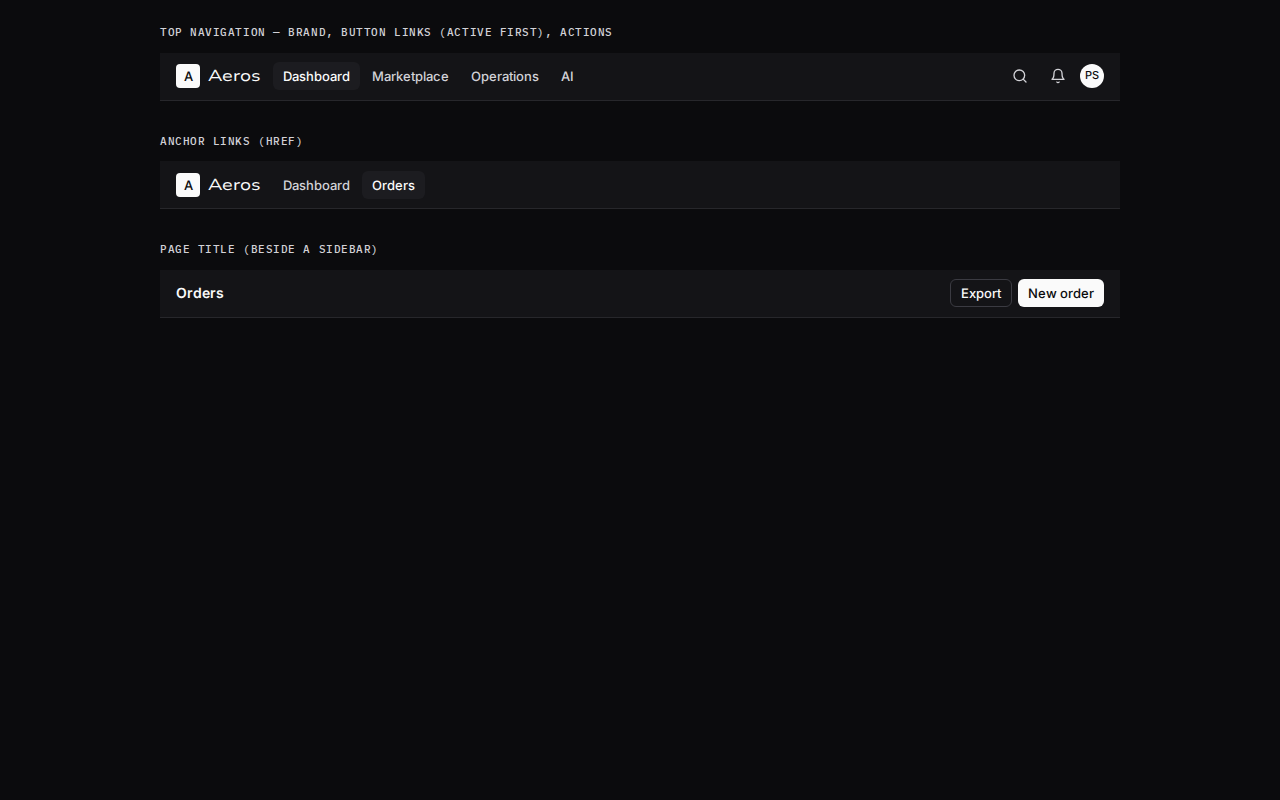 TOP NAVIGATION — BRAND, BUTTON LINKS (ACTIVE FIRST), ACTIONS
A Aeros Dashboard Marketplace Operations AI PS
ANCHOR LINKS (HREF)
A Aeros Dashboard Orders
PAGE TITLE (BESIDE A SIDEBAR)
Orders Export New order